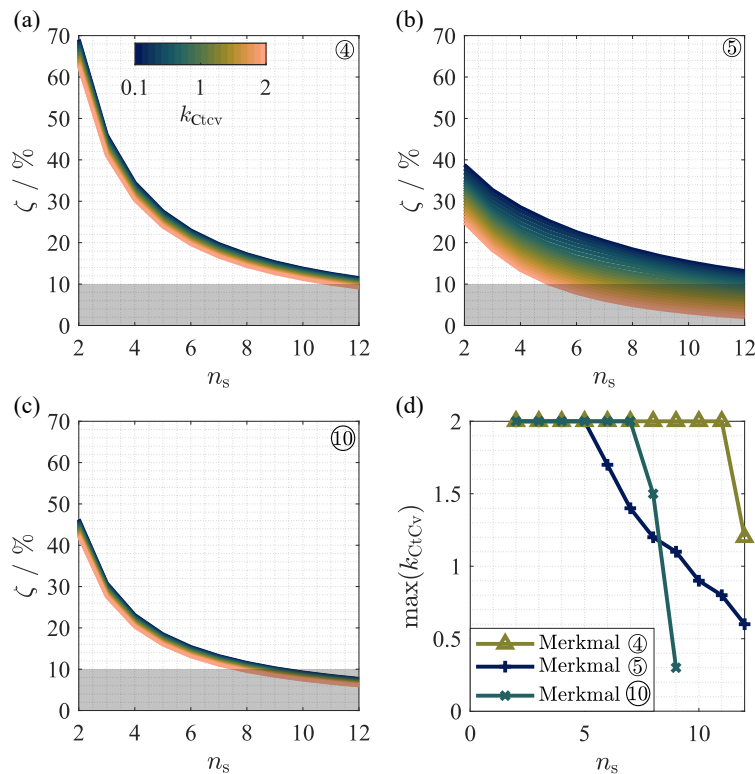 (a)
④
70
60
50
40
30
20
10
0
ζ / %
0.1 1 2
k_Ctcv
2 4 6 8 10 12
n_s
(b)
⑤
70
60
50
40
30
20
10
0
ζ / %
2 4 6 8 10 12
n_s
(c)
⑩
70
60
50
40
30
20
10
0
ζ / %
2 4 6 8 10 12
n_s
(d)
2
1.5
1
0.5
0
max(k_CtCv)
Merkmal ④
Merkmal ⑤
Merkmal ⑩
0 5 10
n_s